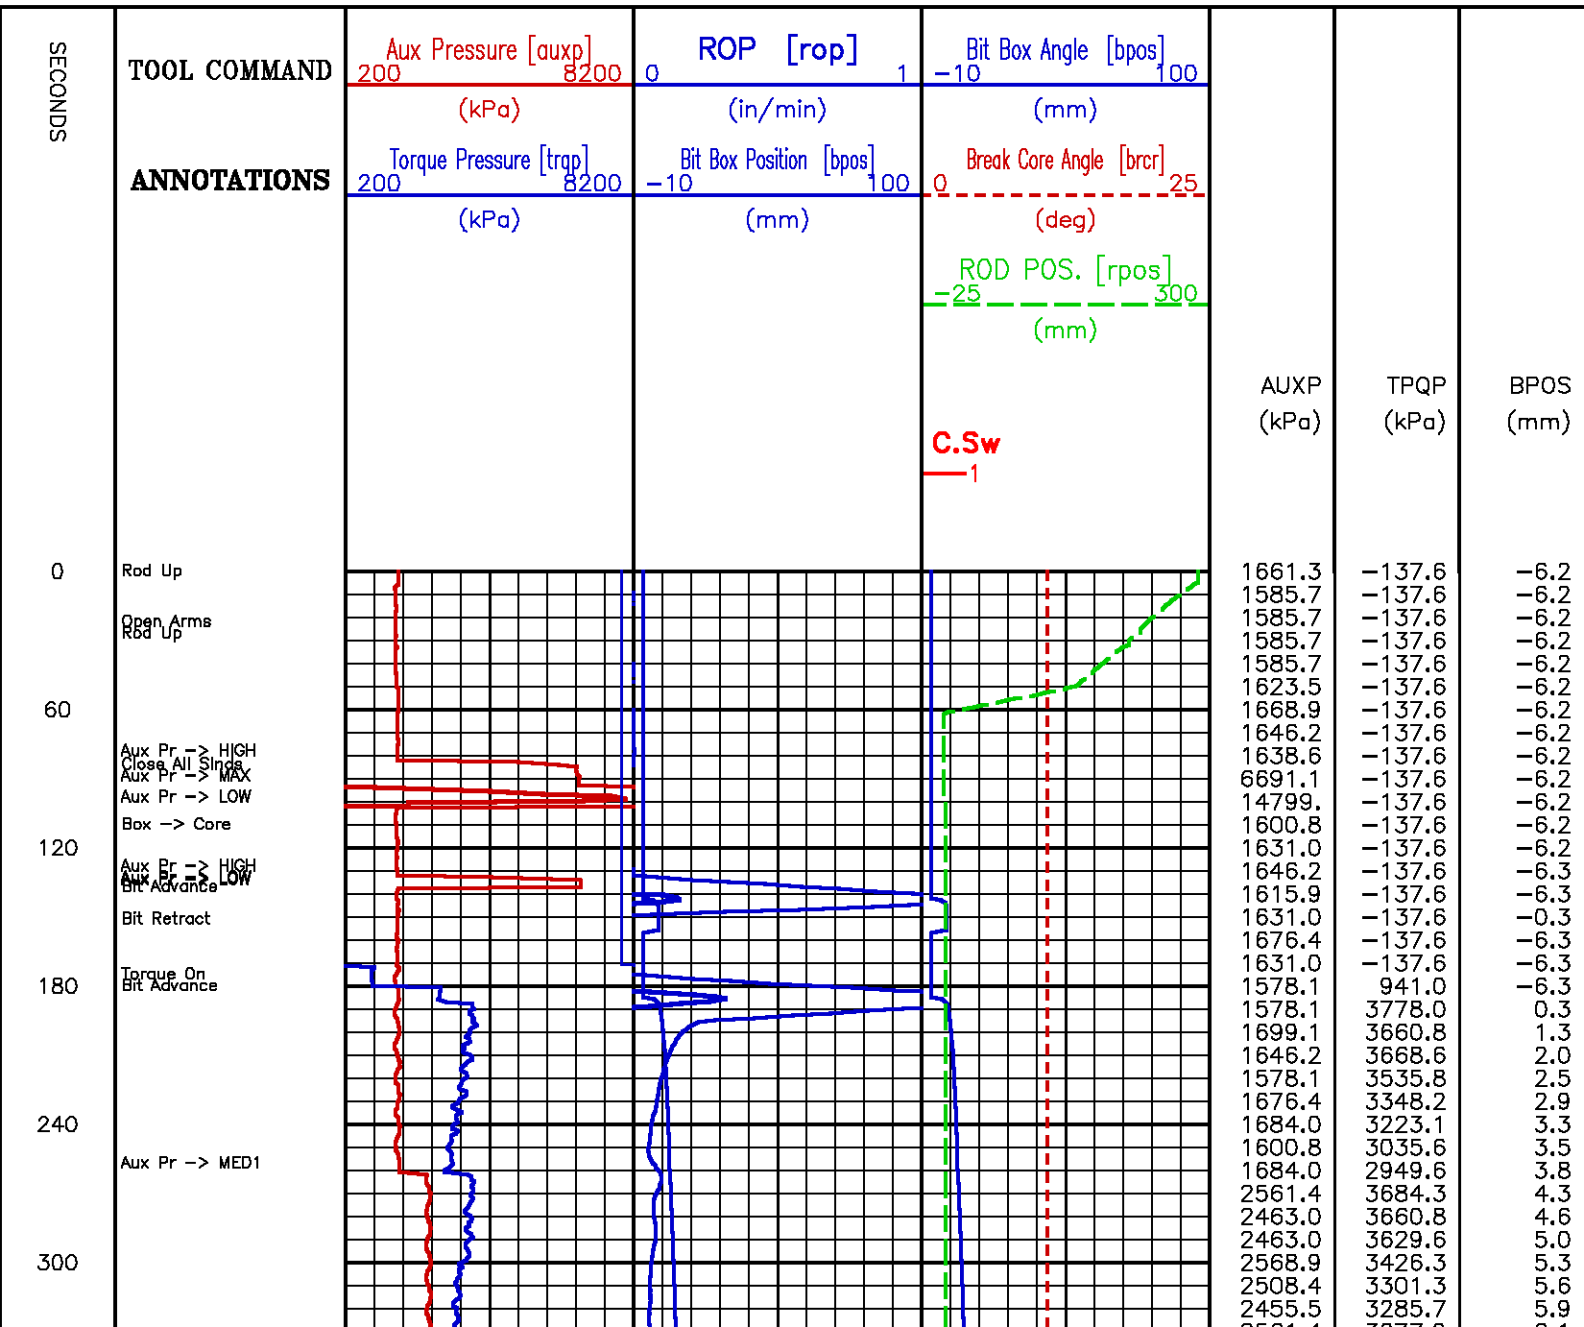 SECONDS
TOOL COMMAND
ANNOTATIONS
Aux Pressure [auxp]
200 8200
(kPa)
Torque Pressure [trqp]
200 8200
(kPa)
ROP [rop]
0 1
(in/min)
Bit Box Position [bpos]
-10 100
(mm)
Bit Box Angle [bpos]
-10 100
(mm)
Break Core Angle [brcr]
0 25
(deg)
ROD POS. [rpos]
-25 300
(mm)
C.Sw
1
AUXP TPQP BPOS
(kPa) (kPa) (mm)
0 Rod Up 1661.3 -137.6 -6.2
1585.7 -137.6 -6.2
Open Arms 1585.7 -137.6 -6.2
Rod Up 1585.7 -137.6 -6.2
1585.7 -137.6 -6.2
1623.5 -137.6 -6.2
60 1668.9 -137.6 -6.2
1646.2 -137.6 -6.2
Aux Pr -> HIGH 1638.6 -137.6 -6.2
Close All Slnds
Aux Pr -> MAX 6691.1 -137.6 -6.2
Aux Pr -> LOW 14799. -137.6 -6.2
Box -> Core 1600.8 -137.6 -6.2
120 1631.0 -137.6 -6.2
Aux Pr -> HIGH 1646.2 -137.6 -6.3
Aux Pr -> LOW
Bit Advance 1615.9 -137.6 -6.3
Bit Retract 1631.0 -137.6 -0.3
1676.4 -137.6 -6.3
1631.0 -137.6 -6.3
Torque On
180 Bit Advance 1578.1 941.0 -6.3
1578.1 3778.0 0.3
1699.1 3660.8 1.3
1646.2 3668.6 2.0
1578.1 3535.8 2.5
1676.4 3348.2 2.9
240 1684.0 3223.1 3.3
1600.8 3035.6 3.5
Aux Pr -> MED1 1684.0 2949.6 3.8
2561.4 3684.3 4.3
2463.0 3660.8 4.6
2463.0 3629.6 5.0
300 2568.9 3426.3 5.3
2508.4 3301.3 5.6
2455.5 3285.7 5.9